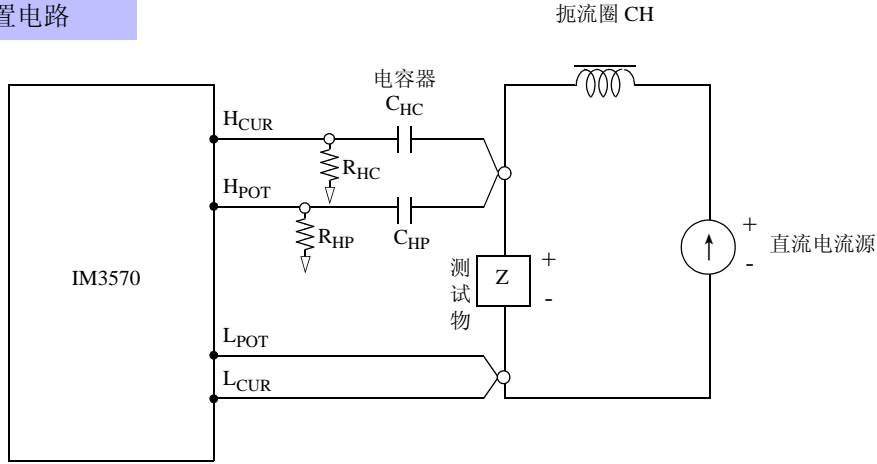 置电路
扼流圈 CH
电容器
CHC
HCUR
RHC
HPOT
RHP
CHP
+
-
直流电流源
IM3570
测试物
Z
+
-
LPOT
LCUR